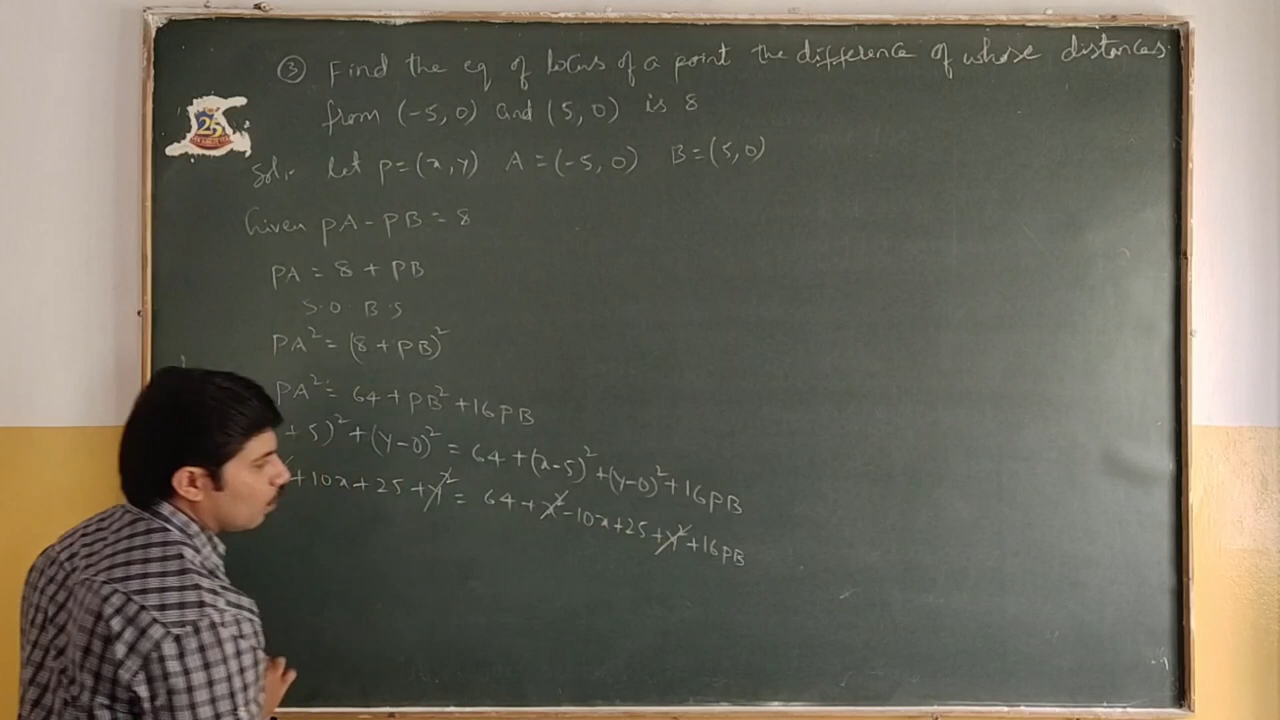 ③ Find the eq of locus of a point the difference of whose distances
from (-5, 0) and (5, 0) is 8
Sol:- let P=(x,y) A=(-5, 0) B=(5,0)
Given PA-PB=8
PA = 8 + PB
S.O.B.S
PA²=(8+PB)²
PA²= 64+PB²+16PB
+5)²+(y-0)² = 64+(x-5)²+(y-0)²+16PB
+10x+25+y² = 64+x²-10x+25+y²+16PB
25